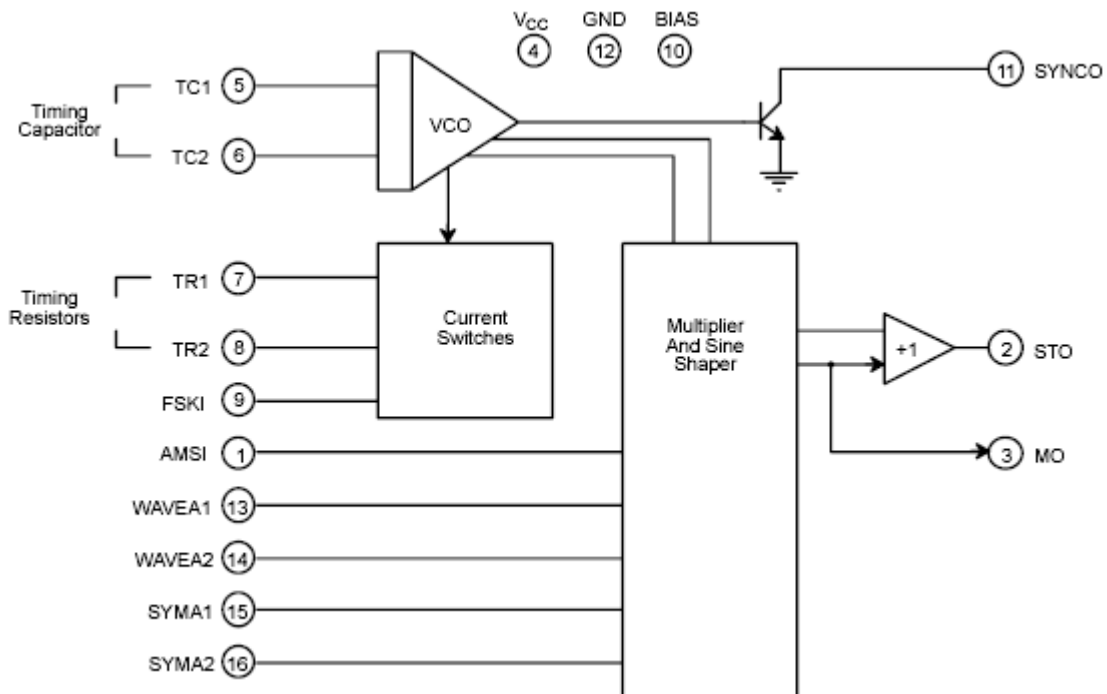 VCC GND BIAS
4 12 10
11 SYNCO
TC1 5
Timing
Capacitor
VCO
TC2 6
TR1 7
Timing
Resistors
TR2 8
Current
Switches
Multiplier
And Sine
Shaper
+1
2 STO
FSKI 9
AMSI 1
3 MO
WAVEA1 13
WAVEA2 14
SYMA1 15
SYMA2 16